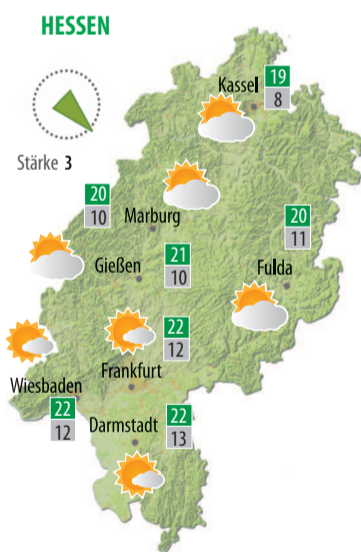 HESSEN
19
Kassel
8
Stärke 3
20
10
Marburg
20
11
21
Gießen
10
Fulda
22
12
Frankfurt
Wiesbaden
22
12
Darmstadt
22
13